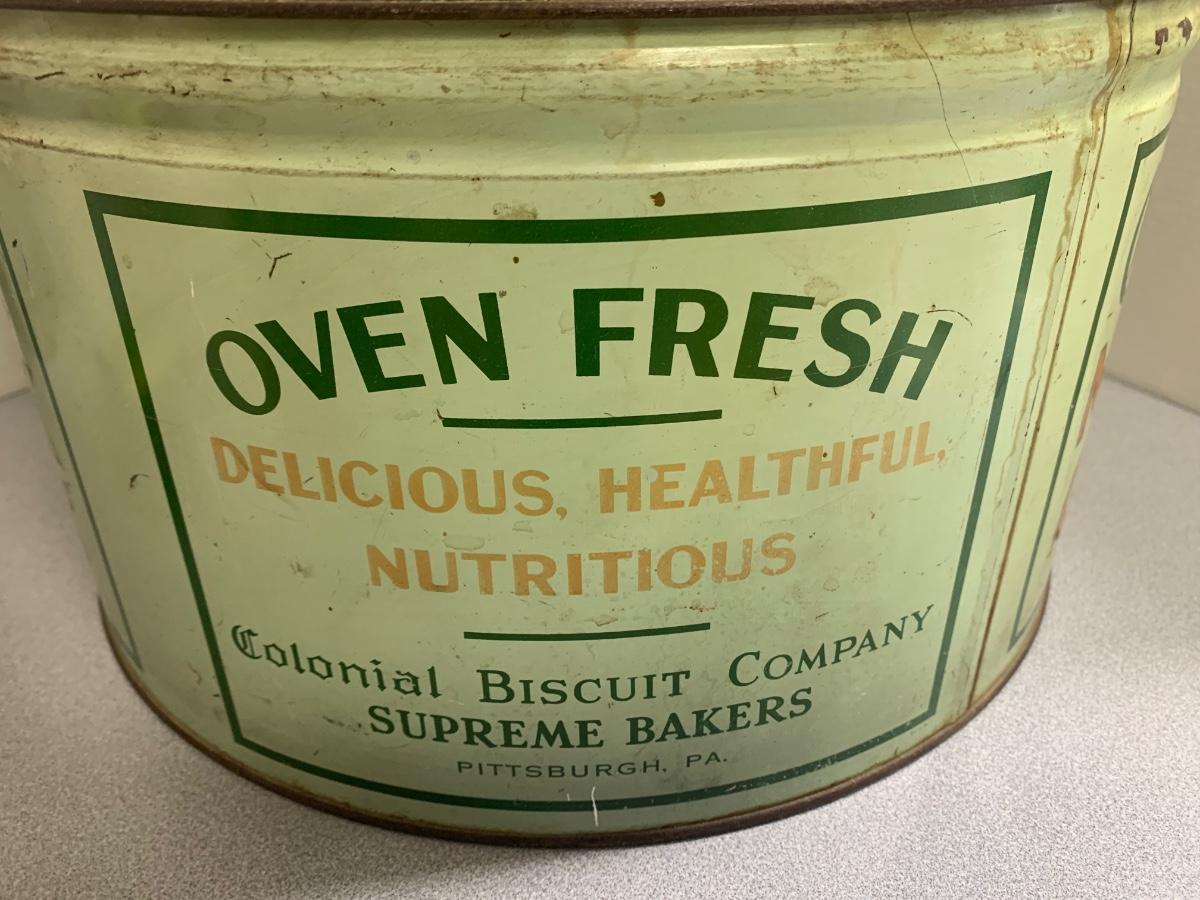 OVEN FRESH
DELICIOUS, HEALTHFUL,
NUTRITIOUS
Colonial BISCUIT COMPANY
SUPREME BAKERS
PITTSBURGH, PA.